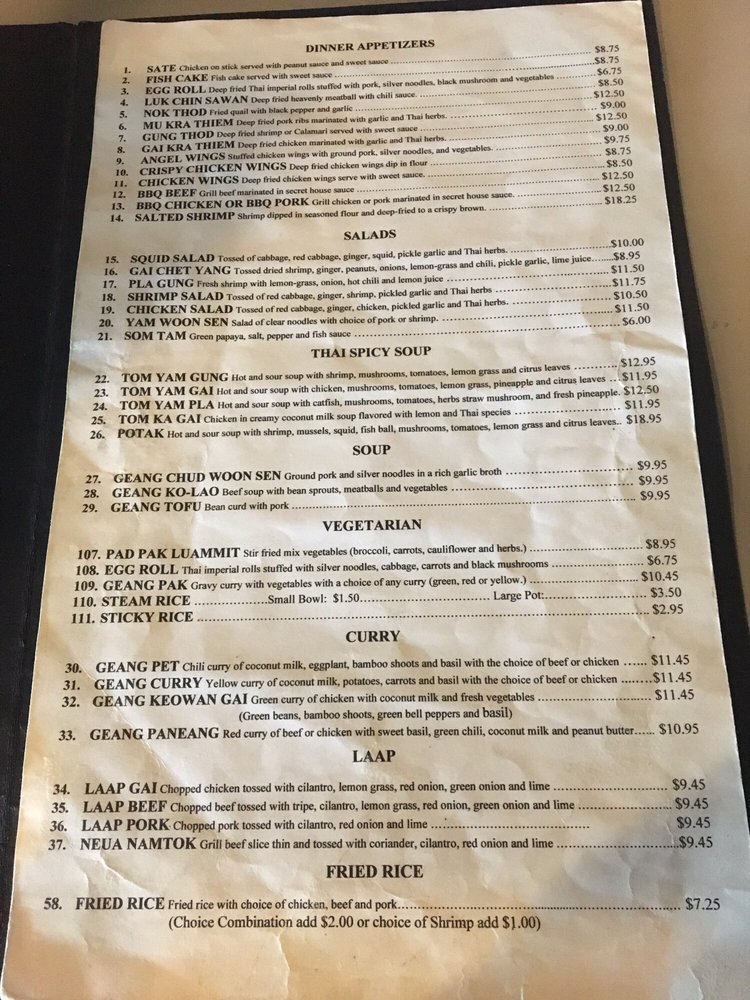 DINNER APPETIZERS
1. SATE Chicken on stick served with peanut sauce and sweet sauce ........ $8.75
2. FISH CAKE Fish cake served with sweet sauce ........ $8.75
3. EGG ROLL Deep fried Thai imperial rolls stuffed with pork, silver noodles, black mushroom and vegetables ........ $6.75
4. LUK CHIN SAWAN Deep fried heavenly meatball with chili sauce. ........ $8.50
5. NOK THOD Fried quail with black pepper and garlic ........ $12.50
6. MU KRA THIEM Deep fried pork ribs marinated with garlic and Thai herbs. ........ $9.00
7. GUNG THOD Deep fried shrimp or Calamari served with sweet sauce ........ $12.50
8. GAI KRA THIEM Deep fried chicken marinated with garlic and Thai herbs. ........ $9.00
9. ANGEL WINGS Stuffed chicken wings with ground pork, silver noodles, and vegetables. ........ $9.75
10. CRISPY CHICKEN WINGS Deep fried chicken wings dip in flour ........ $8.75
11. CHICKEN WINGS Deep fried chicken wings serve with sweet sauce. ........ $8.50
12. BBQ BEEF Grill beef marinated in secret house sauce ........ $12.50
13. BBQ CHICKEN OR BBQ PORK Grill chicken or pork marinated in secret house sauce. ........ $12.50
14. SALTED SHRIMP Shrimp dipped in seasoned flour and deep-fried to a crispy brown. ........ $18.25
SALADS
15. SQUID SALAD Tossed of cabbage, red cabbage, ginger, squid, pickle garlic and Thai herbs. ........ $10.00
16. GAI CHET YANG Tossed dried shrimp, ginger, peanuts, onions, lemon-grass and chili, pickle garlic, lime juice........ $8.95
17. PLA GUNG Fresh shrimp with lemon-grass, onion, hot chili and lemon juice ........ $11.50
18. SHRIMP SALAD Tossed of red cabbage, ginger, shrimp, pickled garlic and Thai herbs ........ $11.75
19. CHICKEN SALAD Tossed of red cabbage, ginger, chicken, pickled garlic and Thai herbs. ........ $10.50
20. YAM WOON SEN Salad of clear noodles with choice of pork or shrimp. ........ $11.50
21. SOM TAM Green papaya, salt, pepper and fish sauce ........ $6.00
THAI SPICY SOUP
22. TOM YAM GUNG Hot and sour soup with shrimp, mushrooms, tomatoes, lemon grass and citrus leaves ........ $12.95
23. TOM YAM GAI Hot and sour soup with chicken, mushrooms, tomatoes, lemon grass, pineapple and citrus leaves ... $11.95
24. TOM YAM PLA Hot and sour soup with catfish, mushrooms, tomatoes, herbs straw mushroom, and fresh pineapple. $12.50
25. TOM KA GAI Chicken in creamy coconut milk soup flavored with lemon and Thai species ........ $11.95
26. POTAK Hot and sour soup with shrimp, mussels, squid, fish ball, mushrooms, tomatoes, lemon grass and citrus leaves.. $18.95
SOUP
27. GEANG CHUD WOON SEN Ground pork and silver noodles in a rich garlic broth ........ $9.95
28. GEANG KO-LAO Beef soup with bean sprouts, meatballs and vegetables ........ $9.95
29. GEANG TOFU Bean curd with pork ........ $9.95
VEGETARIAN
107. PAD PAK LUAMMIT Stir fried mix vegetables (broccoli, carrots, cauliflower and herbs.) ........ $8.95
108. EGG ROLL Thai imperial rolls stuffed with silver noodles, cabbage, carrots and black mushrooms ........ $6.75
109. GEANG PAK Gravy curry with vegetables with a choice of any curry (green, red or yellow.) ........ $10.45
110. STEAM RICE ........Small Bowl: $1.50........ Large Pot:........ $3.50
111. STICKY RICE ........ $2.95
CURRY
30. GEANG PET Chili curry of coconut milk, eggplant, bamboo shoots and basil with the choice of beef or chicken ...... $11.45
31. GEANG CURRY Yellow curry of coconut milk, potatoes, carrots and basil with the choice of beef or chicken ........ $11.45
32. GEANG KEOWAN GAI Green curry of chicken with coconut milk and fresh vegetables ........ $11.45
(Green beans, bamboo shoots, green bell peppers and basil)
33. GEANG PANEANG Red curry of beef or chicken with sweet basil, green chili, coconut milk and peanut butter...... $10.95
LAAP
34. LAAP GAI Chopped chicken tossed with cilantro, lemon grass, red onion, green onion and lime ........ $9.45
35. LAAP BEEF Chopped beef tossed with tripe, cilantro, lemon grass, red onion, green onion and lime ........ $9.45
36. LAAP PORK Chopped pork tossed with cilantro, red onion and lime ........ $9.45
37. NEUA NAMTOK Grill beef slice thin and tossed with coriander, cilantro, red onion and lime ........ $9.45
FRIED RICE
58. FRIED RICE Fried rice with choice of chicken, beef and pork........ $7.25
(Choice Combination add $2.00 or choice of Shrimp add $1.00)